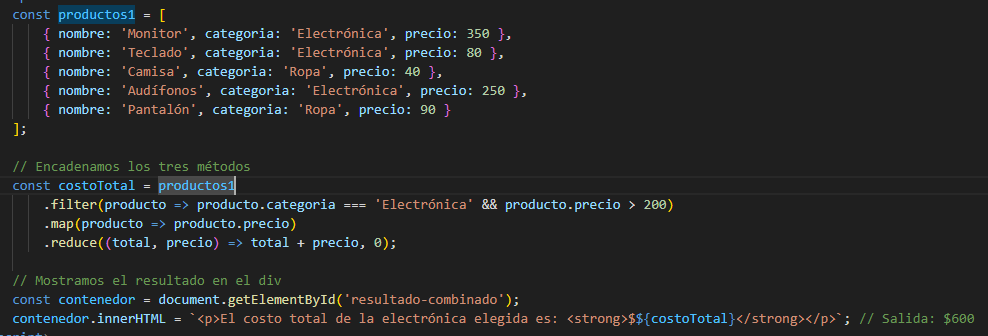 const productos1 = [
    { nombre: 'Monitor', categoria: 'Electrónica', precio: 350 },
    { nombre: 'Teclado', categoria: 'Electrónica', precio: 80 },
    { nombre: 'Camisa', categoria: 'Ropa', precio: 40 },
    { nombre: 'Audífonos', categoria: 'Electrónica', precio: 250 },
    { nombre: 'Pantalón', categoria: 'Ropa', precio: 90 }
];
// Encadenamos los tres métodos
const costoTotal = productos1
    .filter(producto => producto.categoria === 'Electrónica' && producto.precio > 200)
    .map(producto => producto.precio)
    .reduce((total, precio) => total + precio, 0);
// Mostramos el resultado en el div
const contenedor = document.getElementById('resultado-combinado');
contenedor.innerHTML = `<p>El costo total de la electrónica elegida es: <strong>$${costoTotal}</strong></p>`; // Salida: $600